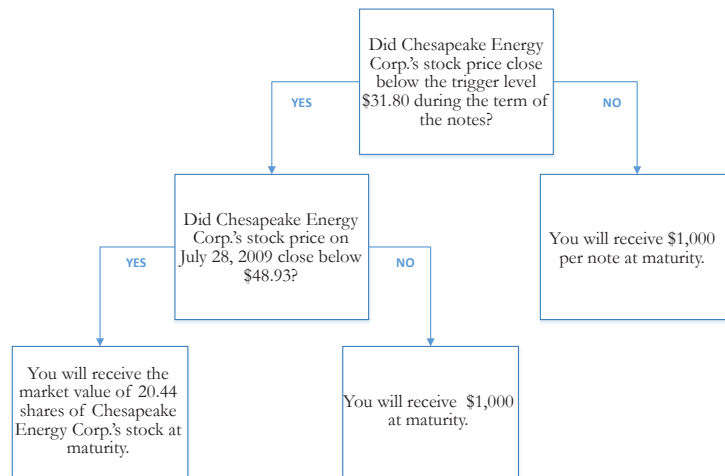 Did Chesapeake Energy
Corp.'s stock price close
below the trigger level
$31.80 during the term of
the notes?
YES
NO
Did Chesapeake Energy
Corp.'s stock price on
July 28, 2009 close below
$48.93?
You will receive $1,000
per note at maturity.
YES
NO
You will receive the
market value of 20.44
shares of Chesapeake
Energy Corp.'s stock at
maturity.
You will receive $1,000
at maturity.